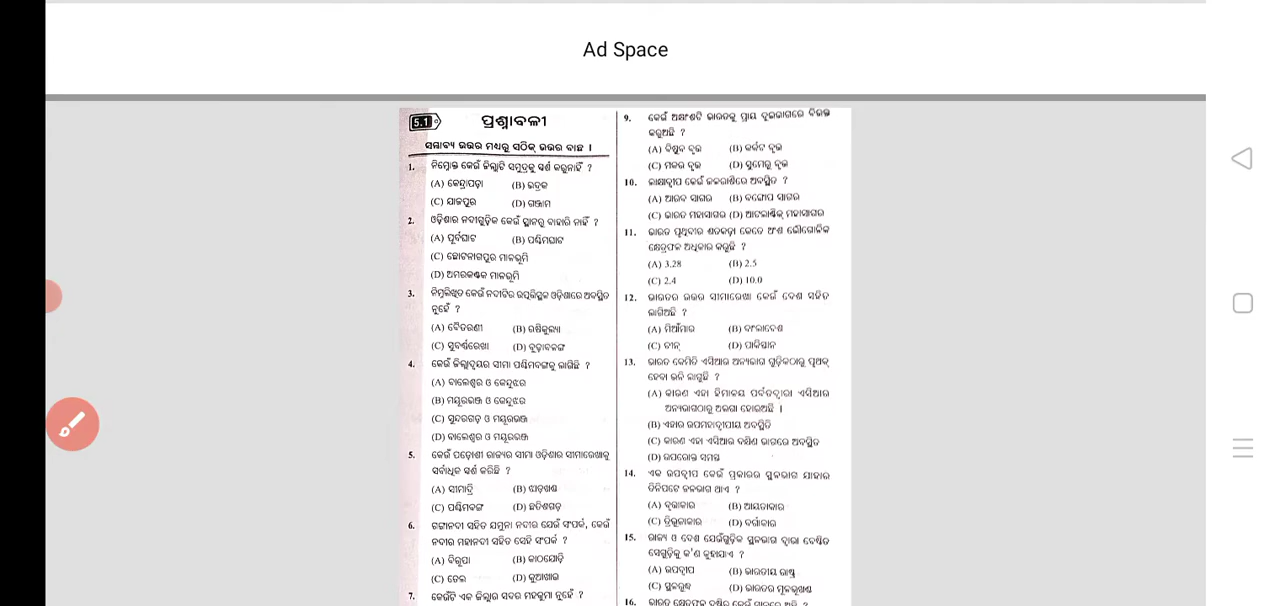 Ad Space
5.1 ପ୍ରଶ୍ନାବଳୀ
ସମ୍ଭାବ୍ୟ ଉତ୍ତର ମଧ୍ୟରୁ ସଠିକ୍ ଉତ୍ତର ବାଛ ।
1. ନିମ୍ନୋକ୍ତ କେଉଁ ଜିଲ୍ଲାଟି ସମୁଦ୍ରକୁ ସ୍ପର୍ଶ କରୁନାହିଁ ?
(A) କେନ୍ଦ୍ରାପଡ଼ା (B) ଭଦ୍ରକ
(C) ଯାଜପୁର (D) ଗଞ୍ଜାମ
2. ଓଡ଼ିଶାର ନଦୀଗୁଡ଼ିକ କେଉଁ ସ୍ଥାନରୁ ବାହାରି ନାହିଁ ?
(A) ପୂର୍ବଘାଟ (B) ପଶ୍ଚିମଘାଟ
(C) ଛୋଟନାଗପୁର ମାଳଭୂମି
(D) ଅମରକଣ୍ଟକ ମାଳଭୂମି
3. ନିମ୍ନଲିଖିତ କେଉଁ ନଦୀଟିର ଉତ୍ପତ୍ତିସ୍ଥଳ ଓଡ଼ିଶାରେ ଅବସ୍ଥିତ
ନୁହେଁ ?
(A) ବୈତରଣୀ (B) ଋଷିକୁଲ୍ୟା
(C) ସୁବର୍ଣ୍ଣରେଖା (D) ବୁଢ଼ାବଳଙ୍ଗ
4. କେଉଁ ଜିଲ୍ଲାଦ୍ୱୟର ସୀମା ପଶ୍ଚିମବଙ୍ଗକୁ ଲାଗିଛି ?
(A) ବାଲେଶ୍ୱର ଓ କେନ୍ଦୁଝର
(B) ମୟୂରଭଞ୍ଜ ଓ କେନ୍ଦୁଝର
(C) ସୁନ୍ଦରଗଡ଼ ଓ ମୟୂରଭଞ୍ଜ
(D) ବାଲେଶ୍ୱର ଓ ମୟୂରଭଞ୍ଜ
5. କେଉଁ ପଡ଼ୋଶୀ ରାଜ୍ୟର ସୀମା ଓଡ଼ିଶାର ସୀମାରେଖାକୁ
ସର୍ବାଧିକ ସ୍ପର୍ଶ କରିଛି ?
(A) ସୀମାନ୍ଧ୍ର (B) ଝାଡ଼ଖଣ୍ଡ
(C) ପଶ୍ଚିମବଙ୍ଗ (D) ଛତିଶଗଡ଼
6. ଗଙ୍ଗାନଦୀ ସହିତ ଯମୁନା ନଦୀର ଯେଉଁ ସଂପର୍କ, କେଉଁ
ନଦୀର ମହାନଦୀ ସହିତ ସେହି ସଂପର୍କ ?
(A) ବିରୂପା (B) କାଠଯୋଡ଼ି
(C) ତେଲ (D) କୁଆଖାଇ
7. କେଉଁଟି ଏକ ଜିଲ୍ଲାର ସଦର ମହକୁମା ନୁହେଁ ?
9. କେଉଁ ଅକ୍ଷାଂଶଟି ଭାରତକୁ ପ୍ରାୟ ଦୁଇଭାଗରେ ବିଭକ୍ତ
କରୁଅଛି ?
(A) ବିଷୁବ ବୃତ୍ତ (B) କର୍କଟ ବୃତ୍ତ
(C) ମକର ବୃତ୍ତ (D) ସୁମେରୁ ବୃତ୍ତ
10. ଲାକ୍ଷାଦ୍ୱୀପ କେଉଁ ଜଳରାଶିରେ ଅବସ୍ଥିତ ?
(A) ଆରବ ସାଗର (B) ବଙ୍ଗୋପ ସାଗର
(C) ଭାରତ ମହାସାଗର (D) ଆଟଲାଣ୍ଟିକ୍ ମହାସାଗର
11. ଭାରତ ପୃଥିବୀର ଶତକଡ଼ା କେତେ ଅଂଶ ଭୌଗୋଳିକ
କ୍ଷେତ୍ରଫଳ ଅଧିକାର କରୁଛି ?
(A) 3.28 (B) 2.5
(C) 2.4 (D) 10.0
12. ଭାରତର ଉତ୍ତର ସୀମାରେଖା କେଉଁ ଦେଶ ସହିତ
ଲାଗିଅଛି ?
(A) ମିଆଁମାର (B) ବାଂଲାଦେଶ
(C) ଚୀନ୍ (D) ପାକିସ୍ତାନ
13. ଭାରତ କେମିତି ଏସିଆର ଅନ୍ୟଭାଗ ଗୁଡ଼ିକଠାରୁ ପୃଥକ୍
ହେବା ଭଳି ଲାଗୁଛି ?
(A) କାରଣ ଏହା ହିମାଳୟ ପର୍ବତଦ୍ୱାରା ଏସିଆର
ଅନ୍ୟଭାଗଠାରୁ ଅଲଗା ହୋଇଅଛି ।
(B) ଏହାର ଉପମହାଦ୍ୱୀପୀୟ ଅବସ୍ଥିତି
(C) କାରଣ ଏହା ଏସିଆର ଦକ୍ଷିଣ ଭାଗରେ ଅବସ୍ଥିତ
(D) ଉପରୋକ୍ତ ସମସ୍ତ
14. ଏକ ଉପଦ୍ୱୀପ କେଉଁ ପ୍ରକାରର ସ୍ଥଳଭାଗ ଯାହାର
ତିନିପଟେ ଜଳଭାଗ ଥାଏ ?
(A) ବୃତ୍ତାକାର (B) ଆୟତାକାର
(C) ତ୍ରିଭୁଜାକାର (D) ବର୍ଗାକାର
15. ରାଜ୍ୟ ଓ ଦେଶ ଯେଉଁଗୁଡ଼ିକ ସ୍ଥଳଭାଗ ଦ୍ୱାରା ବେଷ୍ଟିତ
ସେଗୁଡ଼ିକୁ କ'ଣ କୁହାଯାଏ ?
(A) ଉପଦ୍ୱୀପ (B) ଭାରତୀୟ ରାଷ୍ଟ୍ର
(C) ସ୍ଥଳରୁଦ୍ଧ (D) ଭାରତର ମୂଳଭୂଖଣ୍ଡ
16.